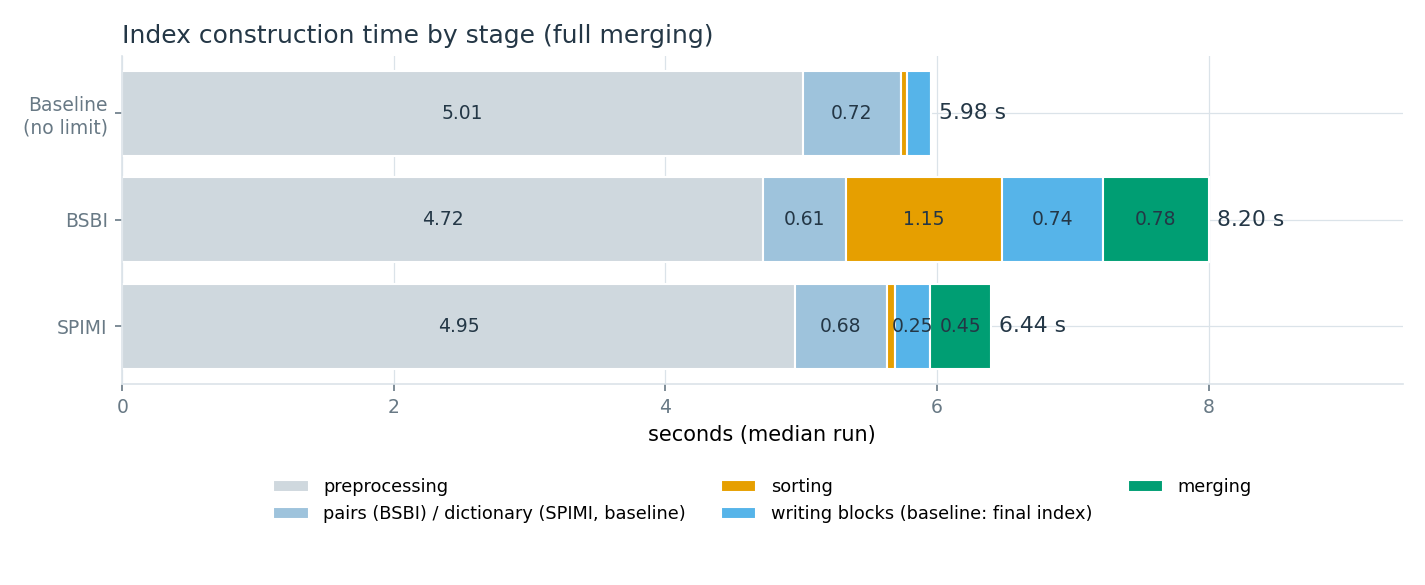 Index construction time by stage (full merging)
Baseline
(no limit)
5.01
0.72
5.98 s
BSBI
4.72
0.61
1.15
0.74
0.78
8.20 s
SPIMI
4.95
0.68
0.25
0.45
6.44 s
0 2 4 6 8
seconds (median run)
preprocessing
pairs (BSBI) / dictionary (SPIMI, baseline)
sorting
writing blocks (baseline: final index)
merging